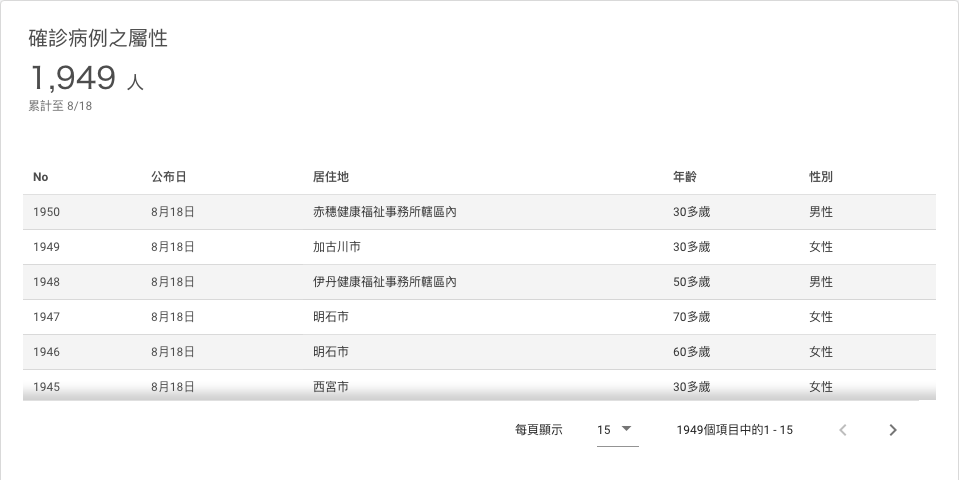 確診病例之屬性
1,949 人
累計至 8/18
No 公布日 居住地 年齡 性別
1950 8月18日 赤穗健康福祉事務所轄區內 30多歲 男性
1949 8月18日 加古川市 30多歲 女性
1948 8月18日 伊丹健康福祉事務所轄區內 50多歲 男性
1947 8月18日 明石市 70多歲 女性
1946 8月18日 明石市 60多歲 女性
1945 8月18日 西宮市 30多歲 女性
每頁顯示 15 1949個項目中的1 - 15